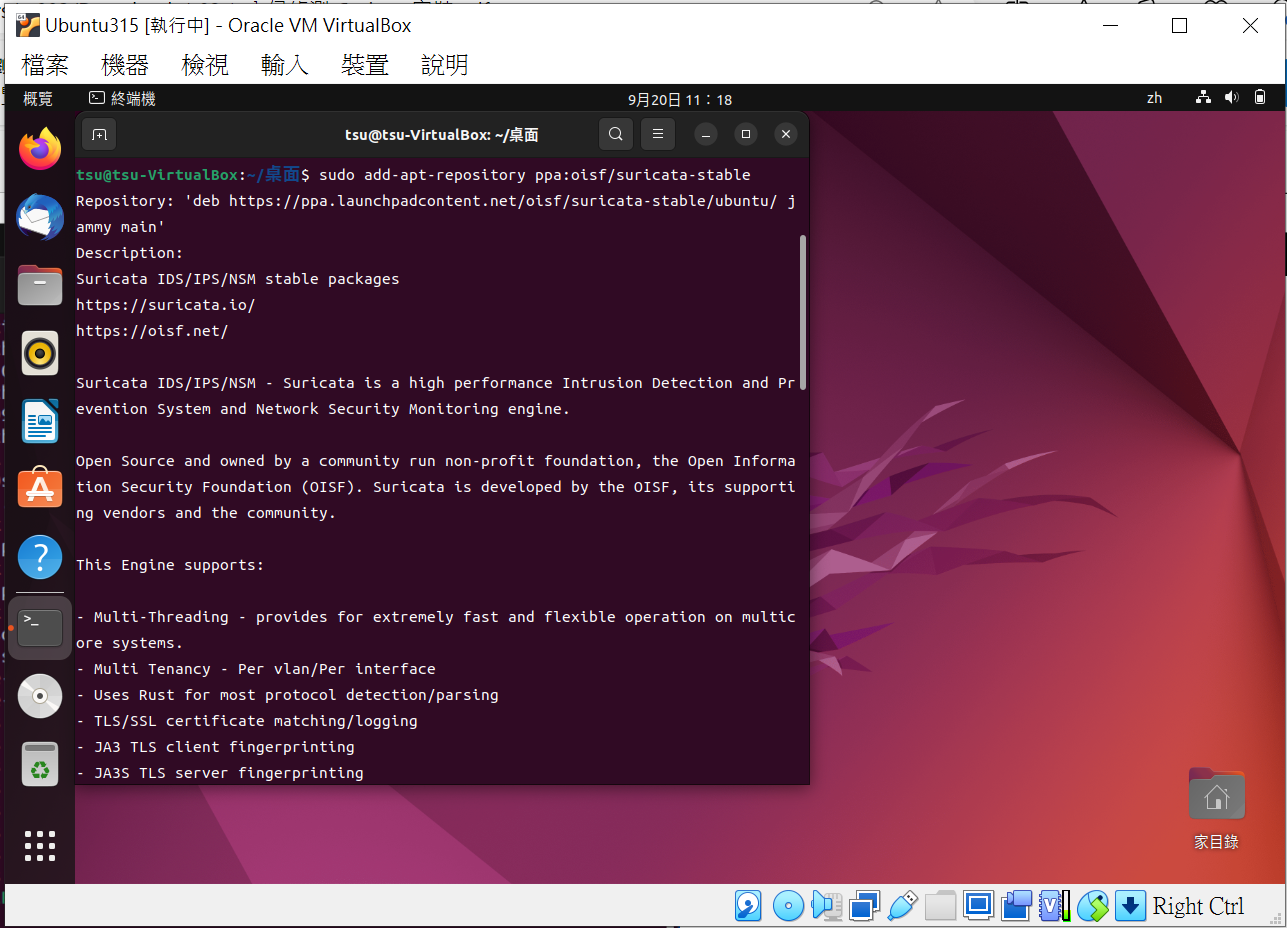 Ubuntu315 [執行中] - Oracle VM VirtualBox
檔案 機器 檢視 輸入 裝置 說明
概覽 終端機 9月20日 11：18 zh
tsu@tsu-VirtualBox: ~/桌面
tsu@tsu-VirtualBox:~/桌面$ sudo add-apt-repository ppa:oisf/suricata-stable
Repository: 'deb https://ppa.launchpadcontent.net/oisf/suricata-stable/ubuntu/ j
ammy main'
Description:
Suricata IDS/IPS/NSM stable packages
https://suricata.io/
https://oisf.net/
Suricata IDS/IPS/NSM - Suricata is a high performance Intrusion Detection and Pr
evention System and Network Security Monitoring engine.
Open Source and owned by a community run non-profit foundation, the Open Informa
tion Security Foundation (OISF). Suricata is developed by the OISF, its supporti
ng vendors and the community.
This Engine supports:
- Multi-Threading - provides for extremely fast and flexible operation on multic
ore systems.
- Multi Tenancy - Per vlan/Per interface
- Uses Rust for most protocol detection/parsing
- TLS/SSL certificate matching/logging
- JA3 TLS client fingerprinting
- JA3S TLS server fingerprinting
家目錄
Right Ctrl